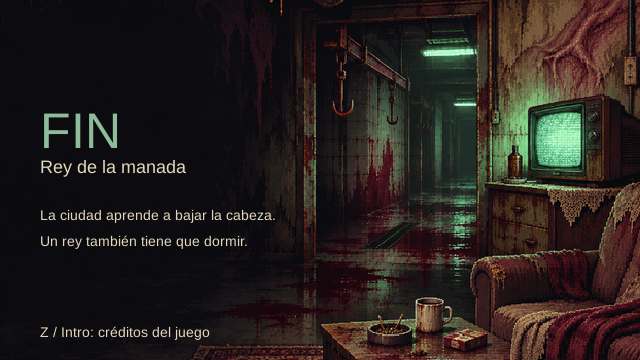 FIN
Rey de la manada
La ciudad aprende a bajar la cabeza.
Un rey también tiene que dormir.
Z / Intro: créditos del juego